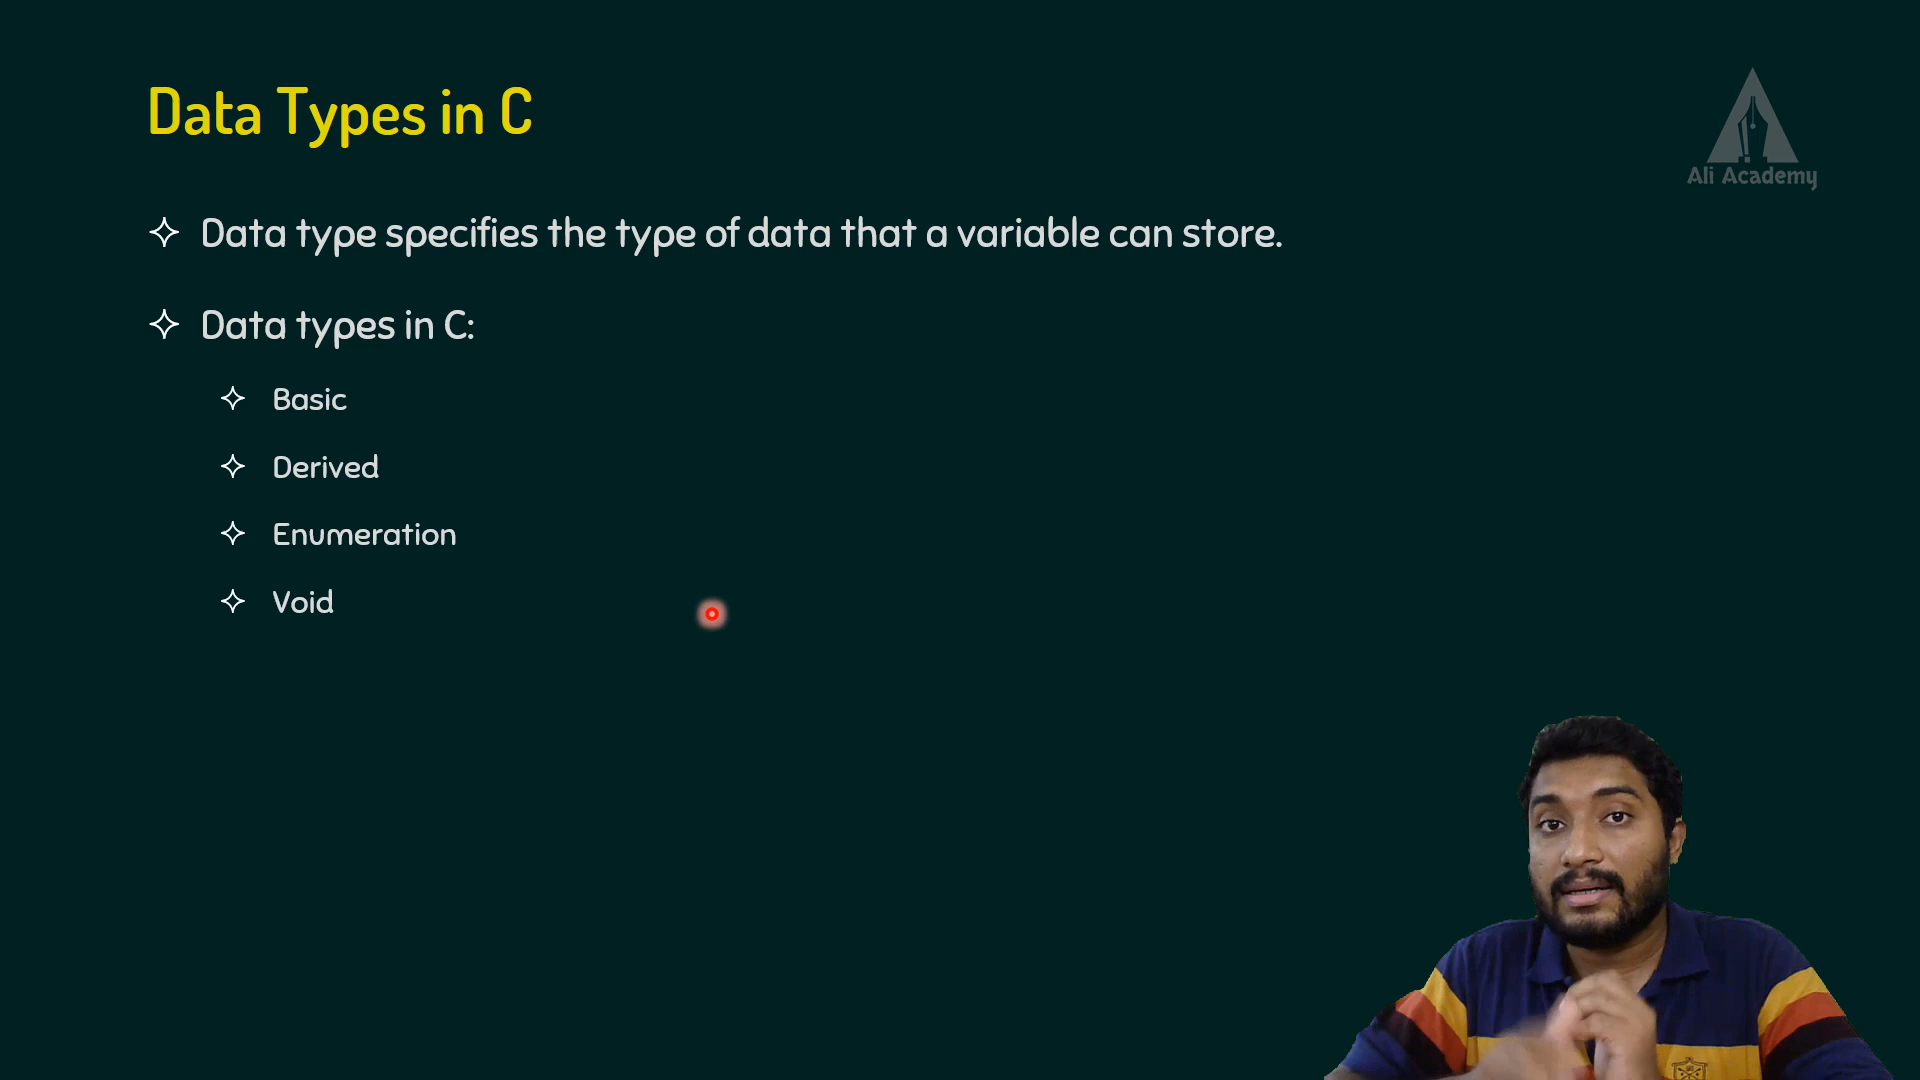 Data Types in C
Ali Academy
Data type specifies the type of data that a variable can store.
Data types in C:
Basic
Derived
Enumeration
Void